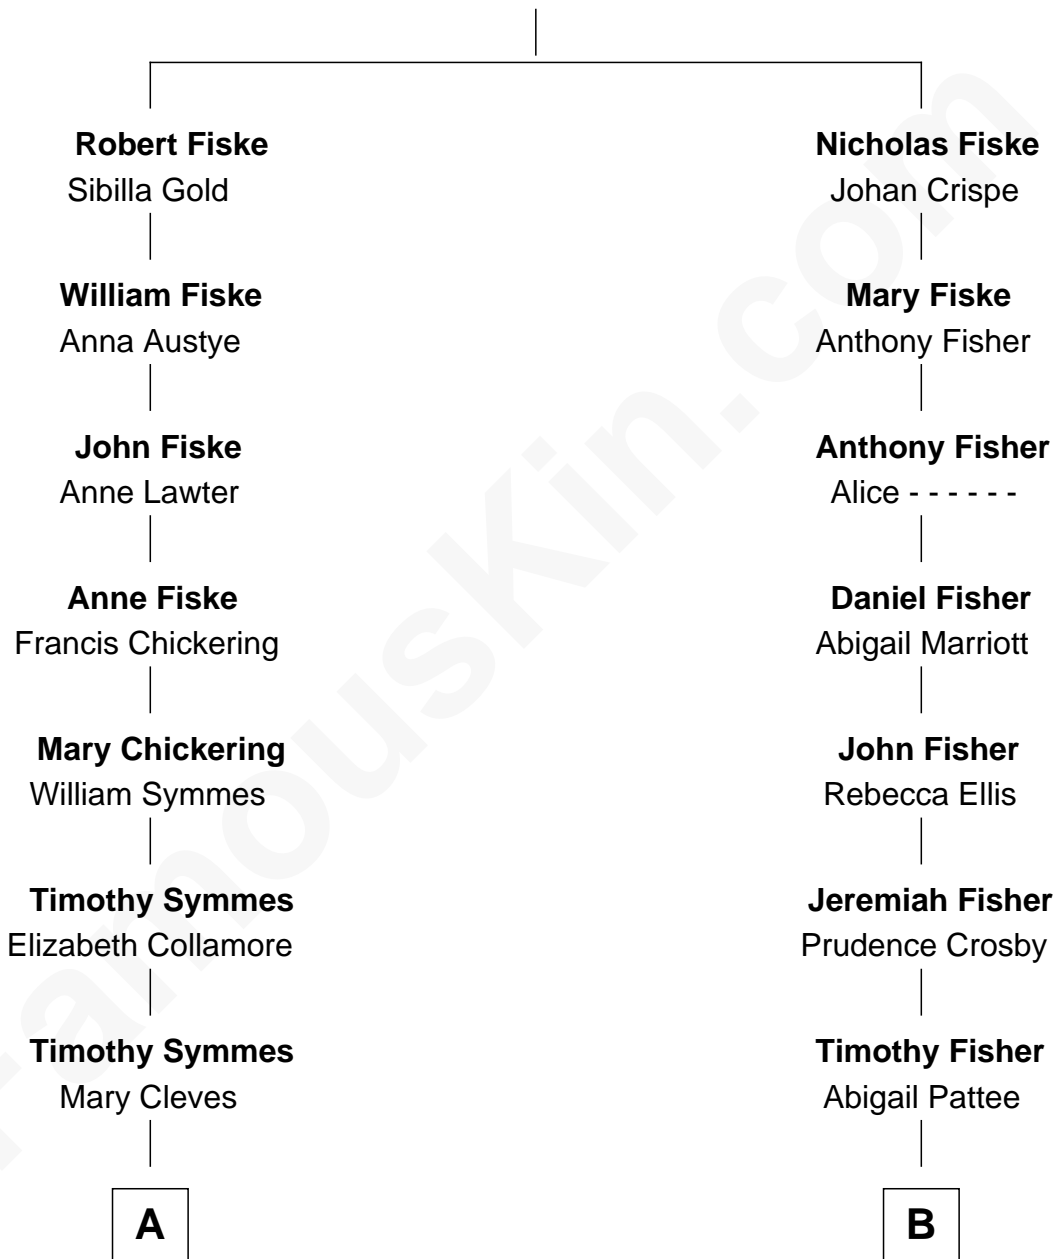 Robert Fiske
Sibilla Gold
William Fiske
Anna Austye
John Fiske
Anne Lawter
Anne Fiske
Francis Chickering
Mary Chickering
William Symmes
Timothy Symmes
Elizabeth Collamore
Timothy Symmes
Mary Cleves
A
Nicholas Fiske
Johan Crispe
Mary Fiske
Anthony Fisher
Anthony Fisher
Alice - - - - - -
Daniel Fisher
Abigail Marriott
John Fisher
Rebecca Ellis
Jeremiah Fisher
Prudence Crosby
Timothy Fisher
Abigail Pattee
B
FamousKin.com